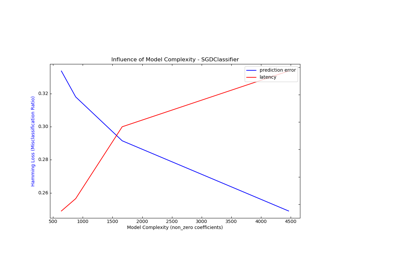 Influence of Model Complexity - SGDClassifier
prediction error
latency
Hamming Loss (Misclassification Ratio)
0.32
0.30
0.28
0.26
500 1000 1500 2000 2500 3000 3500 4000 4500
Model Complexity (non_zero coefficients)